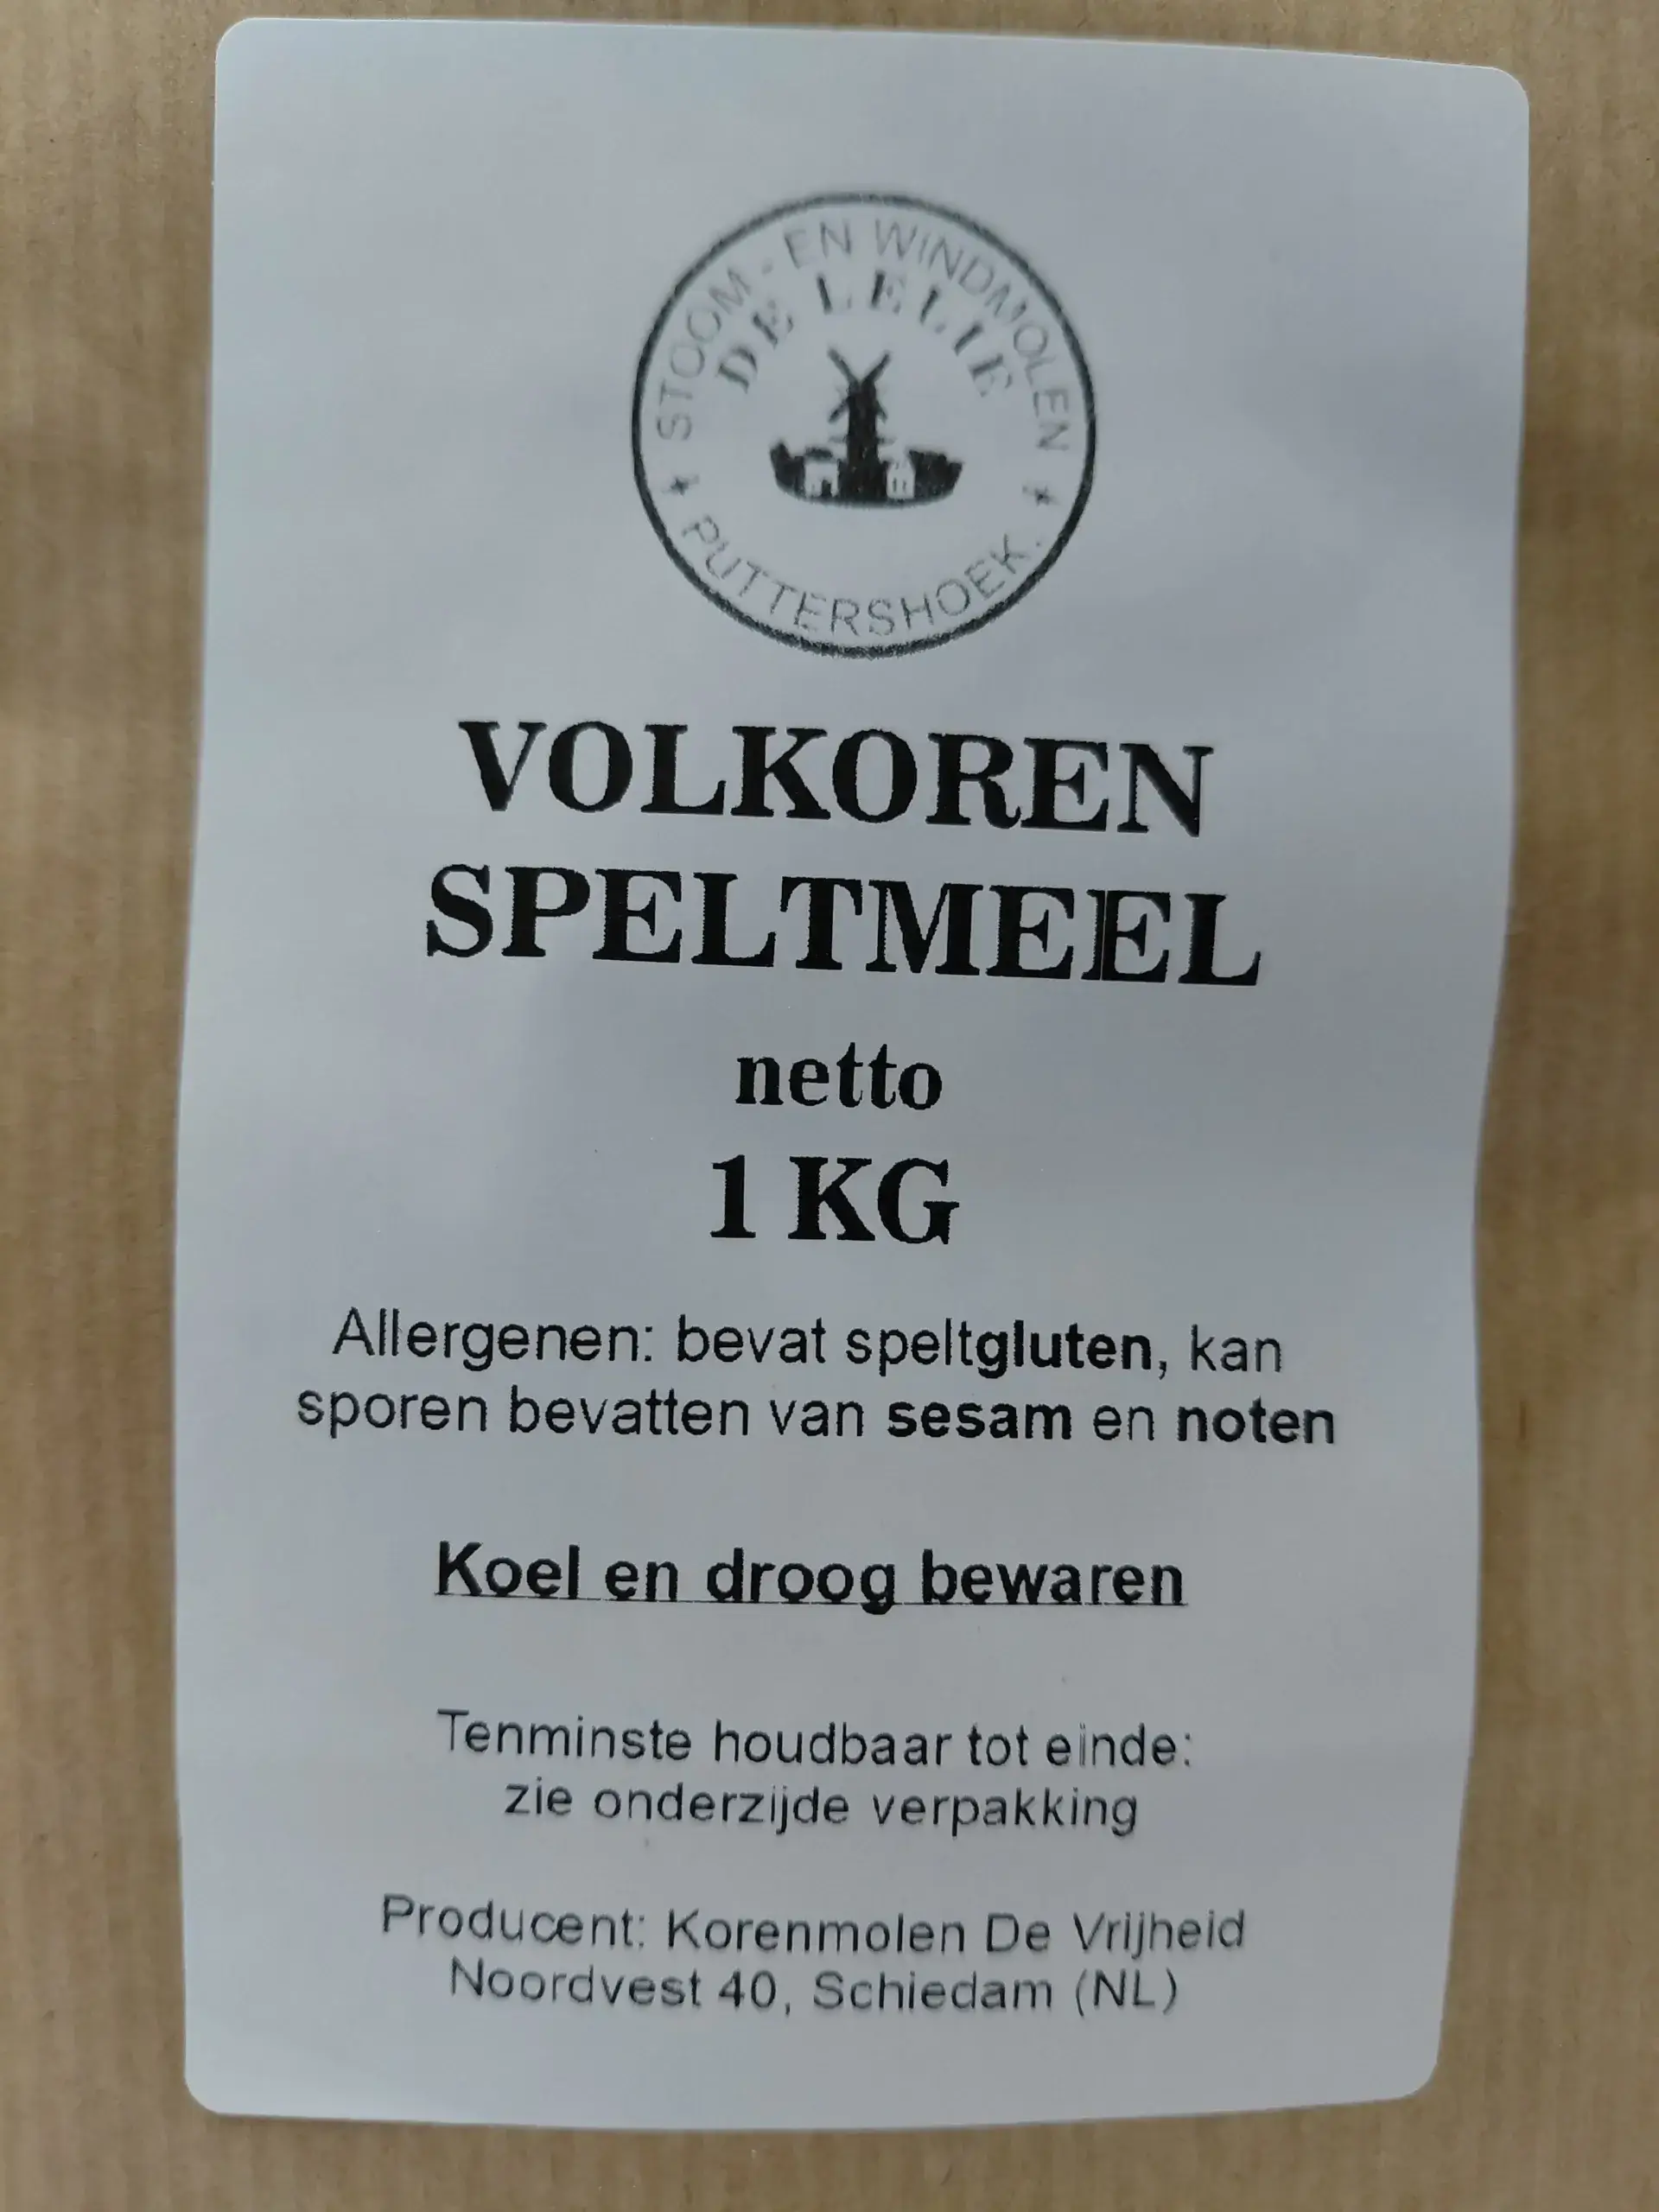 STOOM - EN WINDMOLEN
DE LELIE
PUTTERSHOEK.
VOLKOREN
SPELTMEEL
netto
1 KG
Allergenen: bevat speltgluten, kan
sporen bevatten van sesam en noten
Koel en droog bewaren
Tenminste houdbaar tot einde:
zie onderzijde verpakking
Producent: Korenmolen De Vrijheid
Noordvest 40, Schiedam (NL)